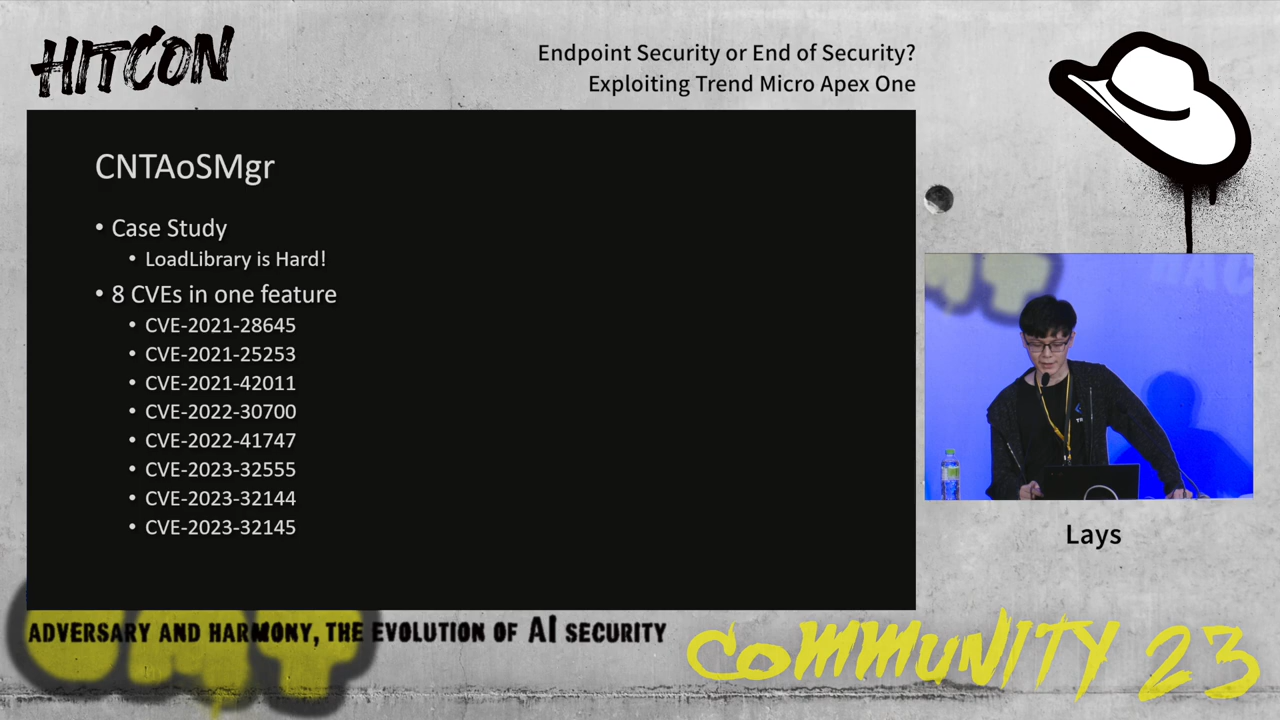 HITCON
Endpoint Security or End of Security?
Exploiting Trend Micro Apex One
CNTAoSMgr
• Case Study
• LoadLibrary is Hard!
• 8 CVEs in one feature
• CVE-2021-28645
• CVE-2021-25253
• CVE-2021-42011
• CVE-2022-30700
• CVE-2022-41747
• CVE-2023-32555
• CVE-2023-32144
• CVE-2023-32145
Lays
ADVERSARY AND HARMONY, THE EVOLUTION OF AI SECURITY
COMMUNITY 23